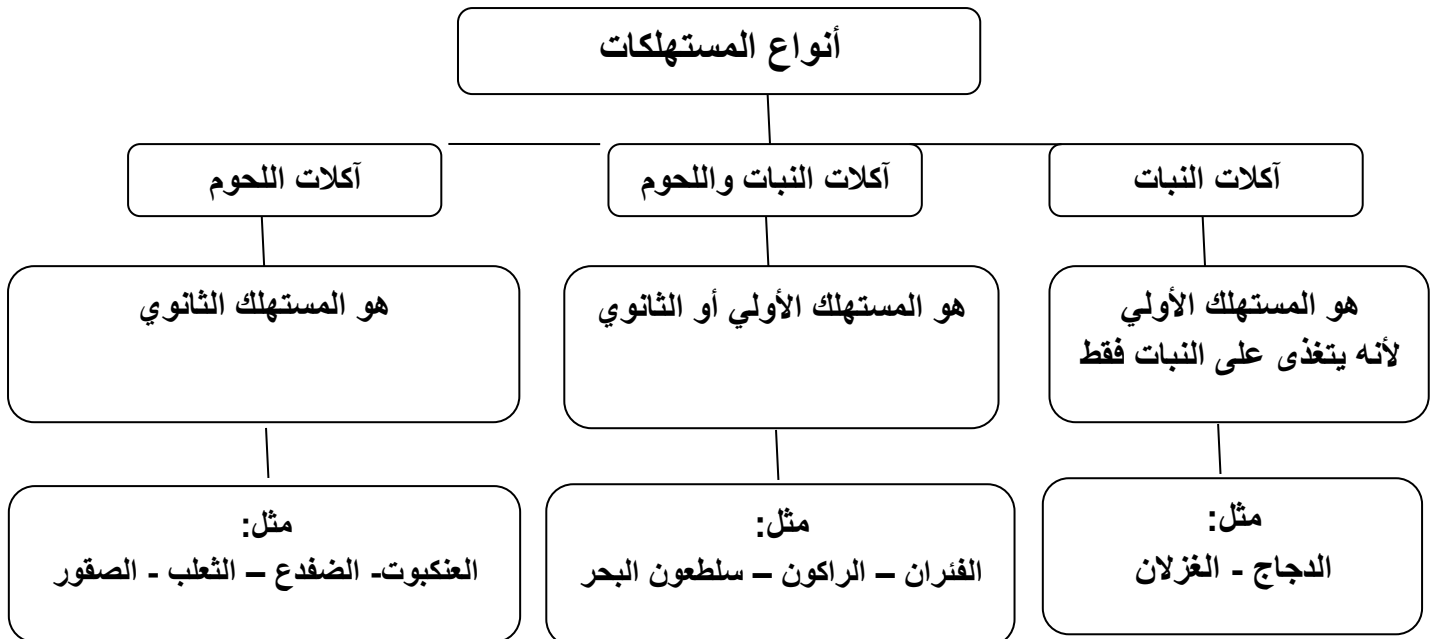 أنواع المستهلكات
آكلات النبات
آكلات النبات واللحوم
آكلات اللحوم
هو المستهلك الأولي
لأنه يتغذى على النبات فقط
هو المستهلك الأولي أو الثانوي
هو المستهلك الثانوي
مثل:
الدجاج - الغزلان
مثل:
الفئران – الراكون – سلطعون البحر
مثل:
العنكبوت- الضفدع – الثعلب - الصقور